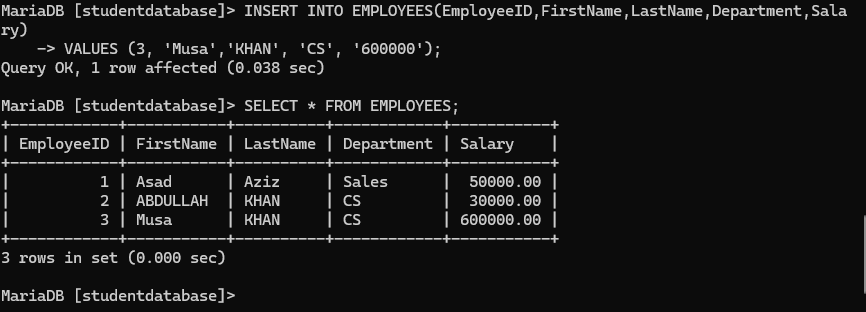 MariaDB [studentdatabase]> INSERT INTO EMPLOYEES(EmployeeID,FirstName,LastName,Department,Sala
ry)
    -> VALUES (3, 'Musa','KHAN', 'CS', '600000');
Query OK, 1 row affected (0.038 sec)

MariaDB [studentdatabase]> SELECT * FROM EMPLOYEES;
+------------+-----------+----------+------------+-----------+
| EmployeeID | FirstName | LastName | Department | Salary    |
+------------+-----------+----------+------------+-----------+
|          1 | Asad      | Aziz     | Sales      |  50000.00 |
|          2 | ABDULLAH  | KHAN     | CS         |  30000.00 |
|          3 | Musa      | KHAN     | CS         | 600000.00 |
+------------+-----------+----------+------------+-----------+
3 rows in set (0.000 sec)

MariaDB [studentdatabase]>